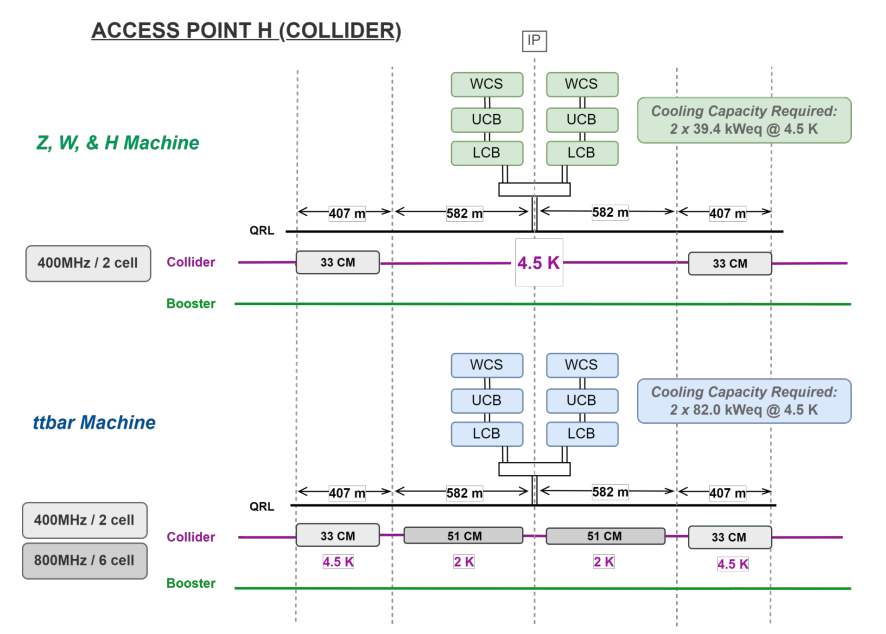 ACCESS POINT H (COLLIDER)
IP
WCS
WCS
UCB
UCB
LCB
LCB
Cooling Capacity Required:
2 x 39.4 kWeq @ 4.5 K
Z, W, & H Machine
407 m
582 m
582 m
407 m
QRL
400MHz / 2 cell
Collider
33 CM
4.5 K
33 CM
Booster
WCS
WCS
UCB
UCB
LCB
LCB
Cooling Capacity Required:
2 x 82.0 kWeq @ 4.5 K
ttbar Machine
407 m
582 m
582 m
407 m
QRL
400MHz / 2 cell
800MHz / 6 cell
Collider
33 CM
51 CM
51 CM
33 CM
4.5 K
2 K
2 K
4.5 K
Booster